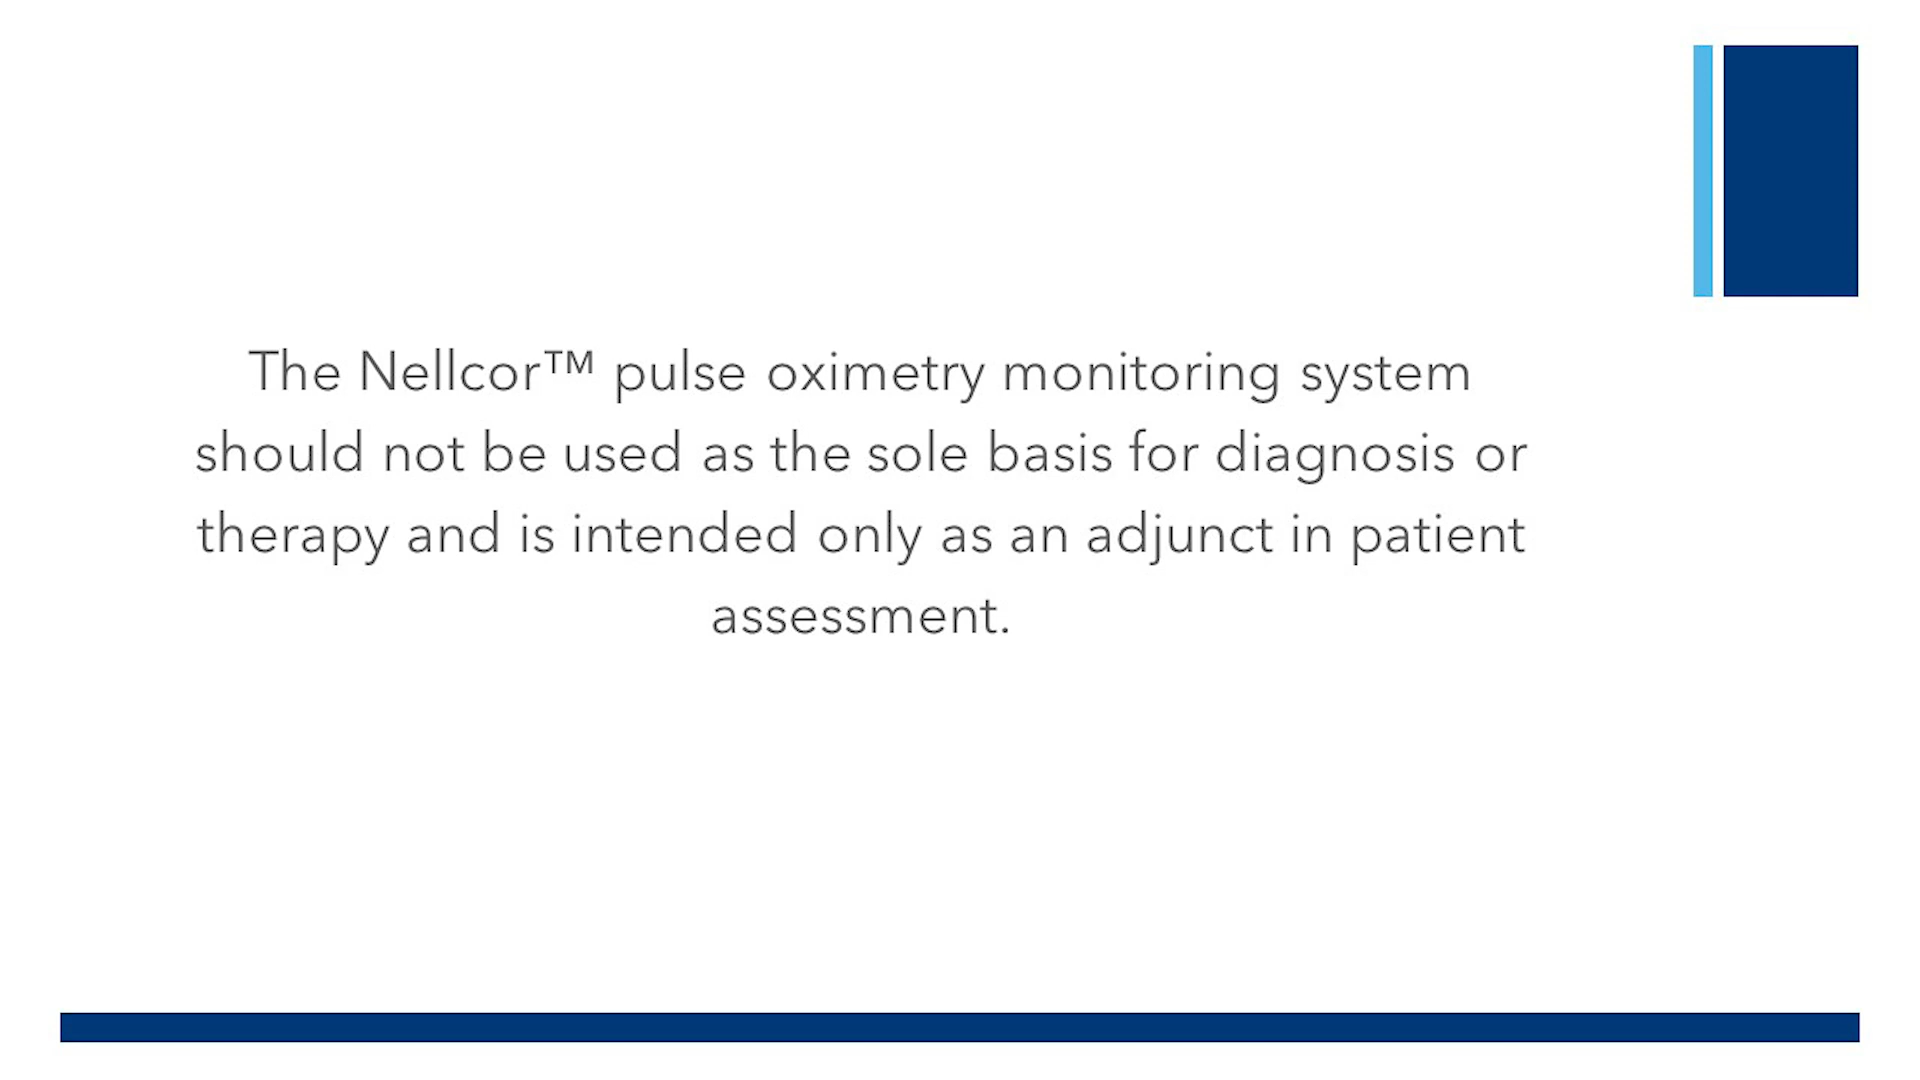 The Nellcor™ pulse oximetry monitoring system
should not be used as the sole basis for diagnosis or
therapy and is intended only as an adjunct in patient
assessment.